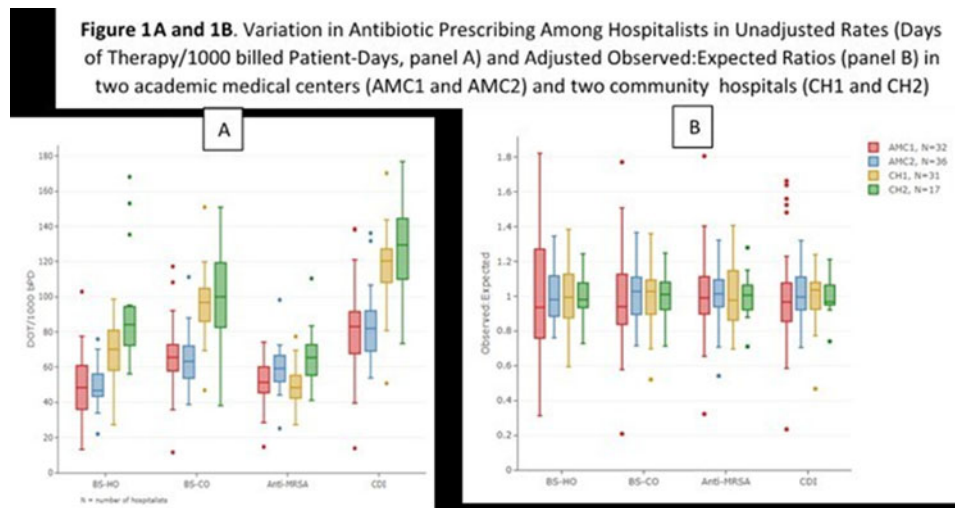 Figure 1A and 1B. Variation in Antibiotic Prescribing Among Hospitalists in Unadjusted Rates (Days
of Therapy/1000 billed Patient-Days, panel A) and Adjusted Observed:Expected Ratios (panel B) in
two academic medical centers (AMC1 and AMC2) and two community hospitals (CH1 and CH2)
A
180
160
140
120
100
80
60
40
20
0
DOT/1000 bPD
BS-HO BS-CO Anti-MRSA CDI
N = number of hospitalists
B
1.8
1.6
1.4
1.2
1
0.8
0.6
0.4
0.2
0
Observed:Expected
BS-HO BS-CO Anti-MRSA CDI
AMC1, N=32
AMC2, N=36
CH1, N=31
CH2, N=17